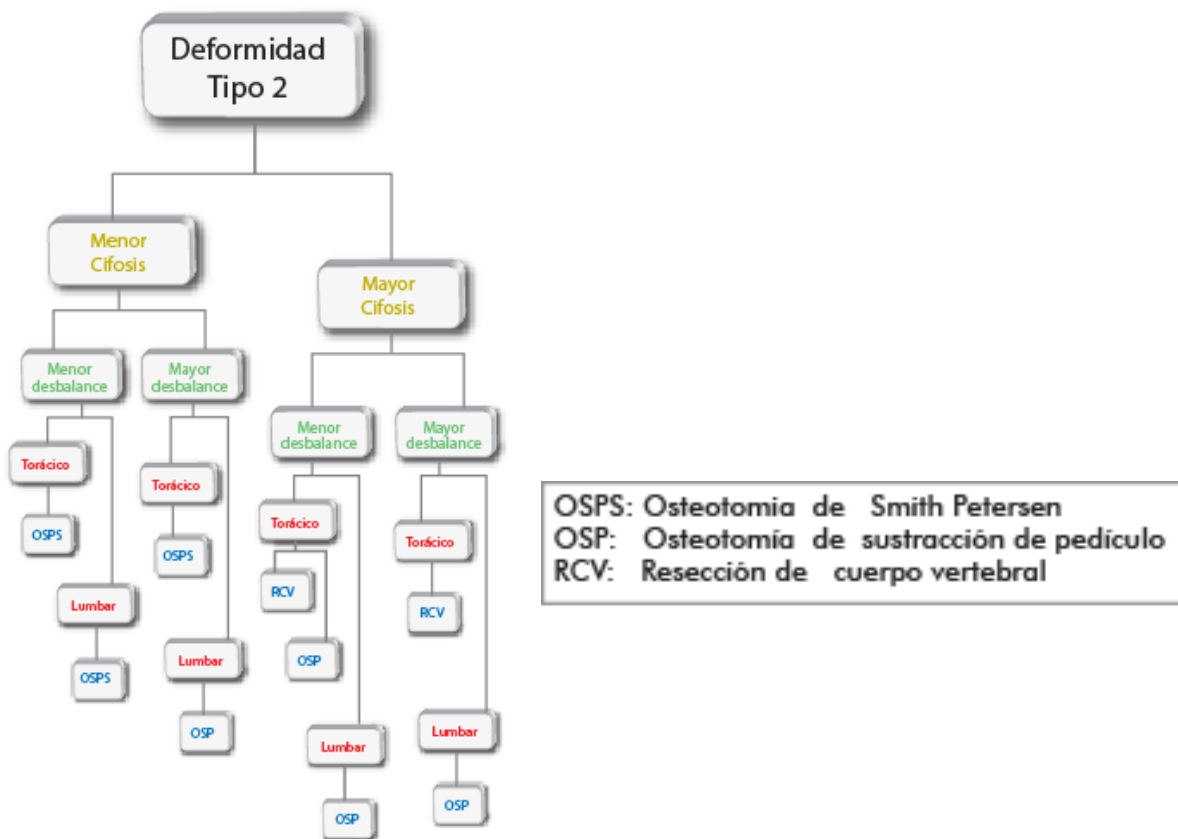 Deformidad
Tipo 2
Menor
Cifosis
Mayor
Cifosis
Menor
desbalance
Mayor
desbalance
Menor
desbalance
Mayor
desbalance
Torácico
Torácico
Torácico
Torácico
OSPS
OSPS
RCV
RCV
Lumbar
Lumbar
OSP
OSPS
OSP
Lumbar
Lumbar
OSP
OSP
OSPS: Osteotomia de Smith Petersen
OSP: Osteotomía de sustracción de pedículo
RCV: Resección de cuerpo vertebral